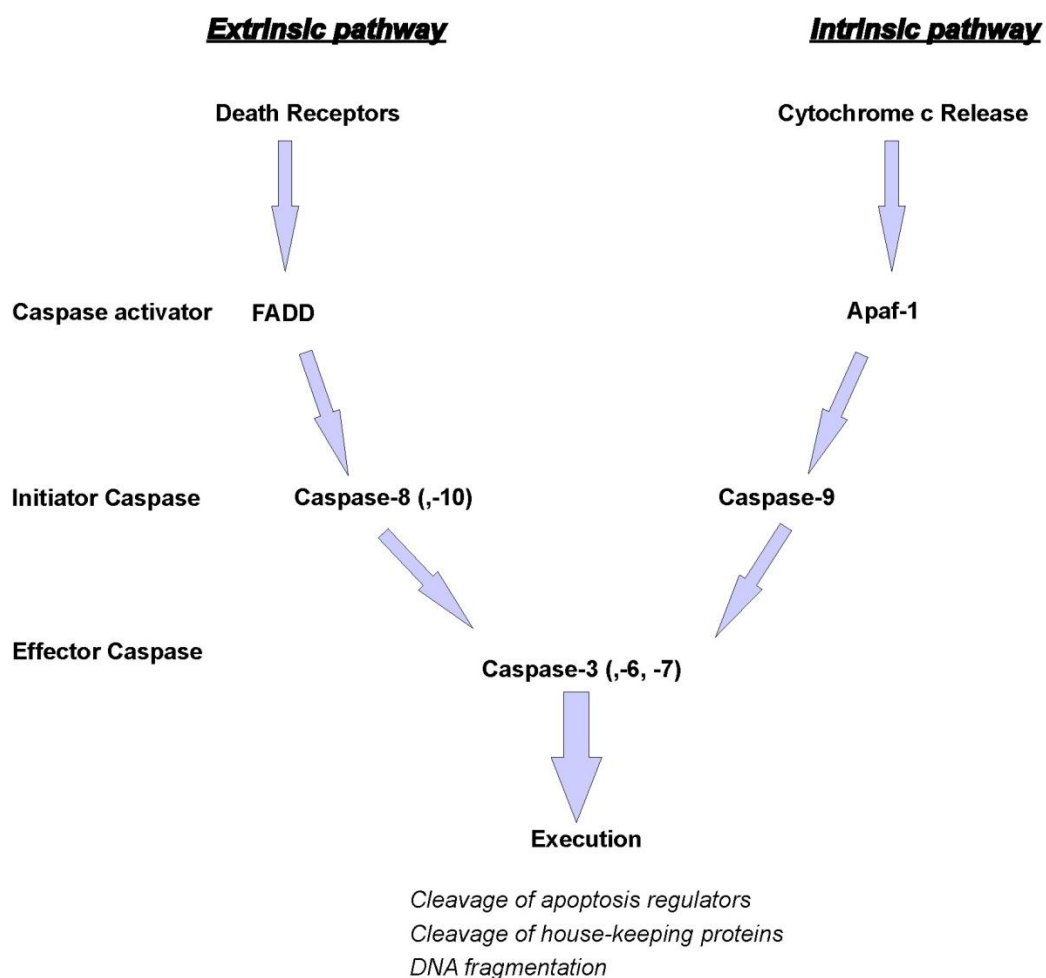 Extrinsic pathway
Intrinsic pathway
Death Receptors
Cytochrome c Release
Caspase activator
FADD
Apaf-1
Initiator Caspase
Caspase-8 (,-10)
Caspase-9
Effector Caspase
Caspase-3 (,-6, -7)
Execution
Cleavage of apoptosis regulators
Cleavage of house-keeping proteins
DNA fragmentation